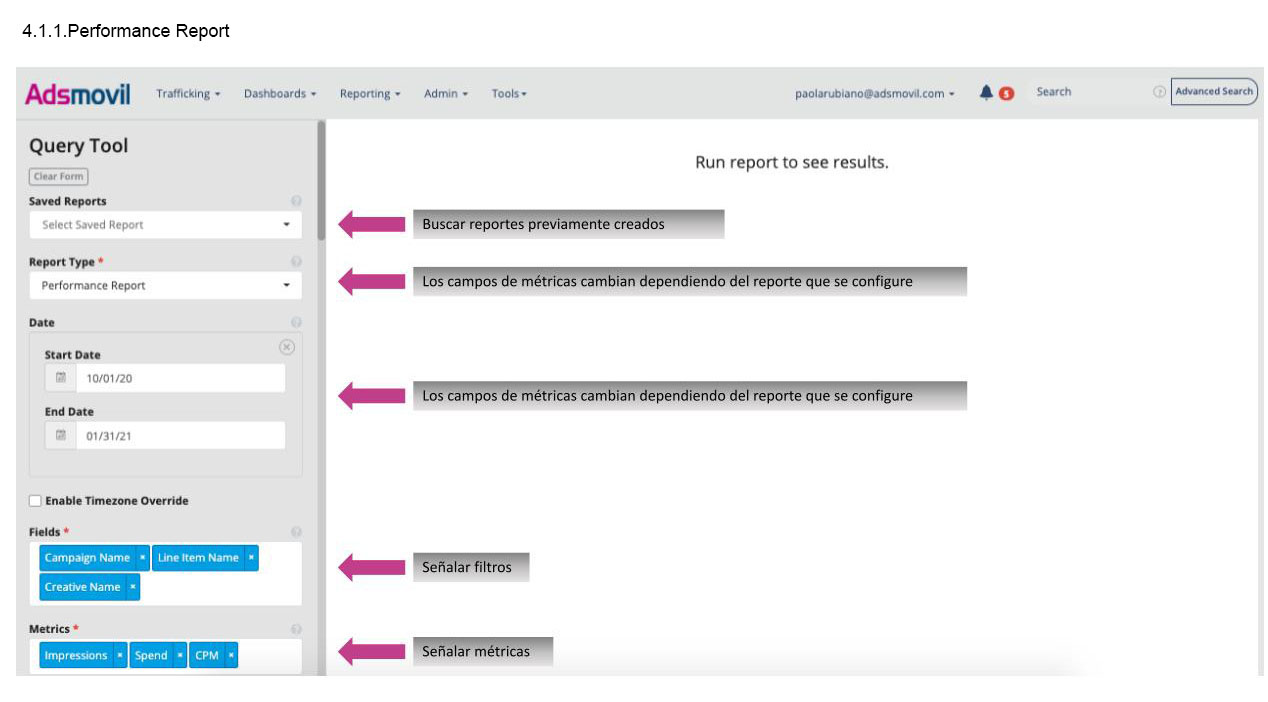 4.1.1.Performance Report
Adsmovil Trafficking Dashboards Reporting Admin Tools paolarubiano@adsmovil.com 5 Search ? Advanced Search
Query Tool
Run report to see results.
Clear Form
Saved Reports
Select Saved Report
Buscar reportes previamente creados
Report Type *
Performance Report
Los campos de métricas cambian dependiendo del reporte que se configure
Date
Start Date
10/01/20
Los campos de métricas cambian dependiendo del reporte que se configure
End Date
01/31/21
Enable Timezone Override
Fields *
Campaign Name × Line Item Name ×
Señalar filtros
Creative Name ×
Metrics *
Impressions × Spend × CPM ×
Señalar métricas